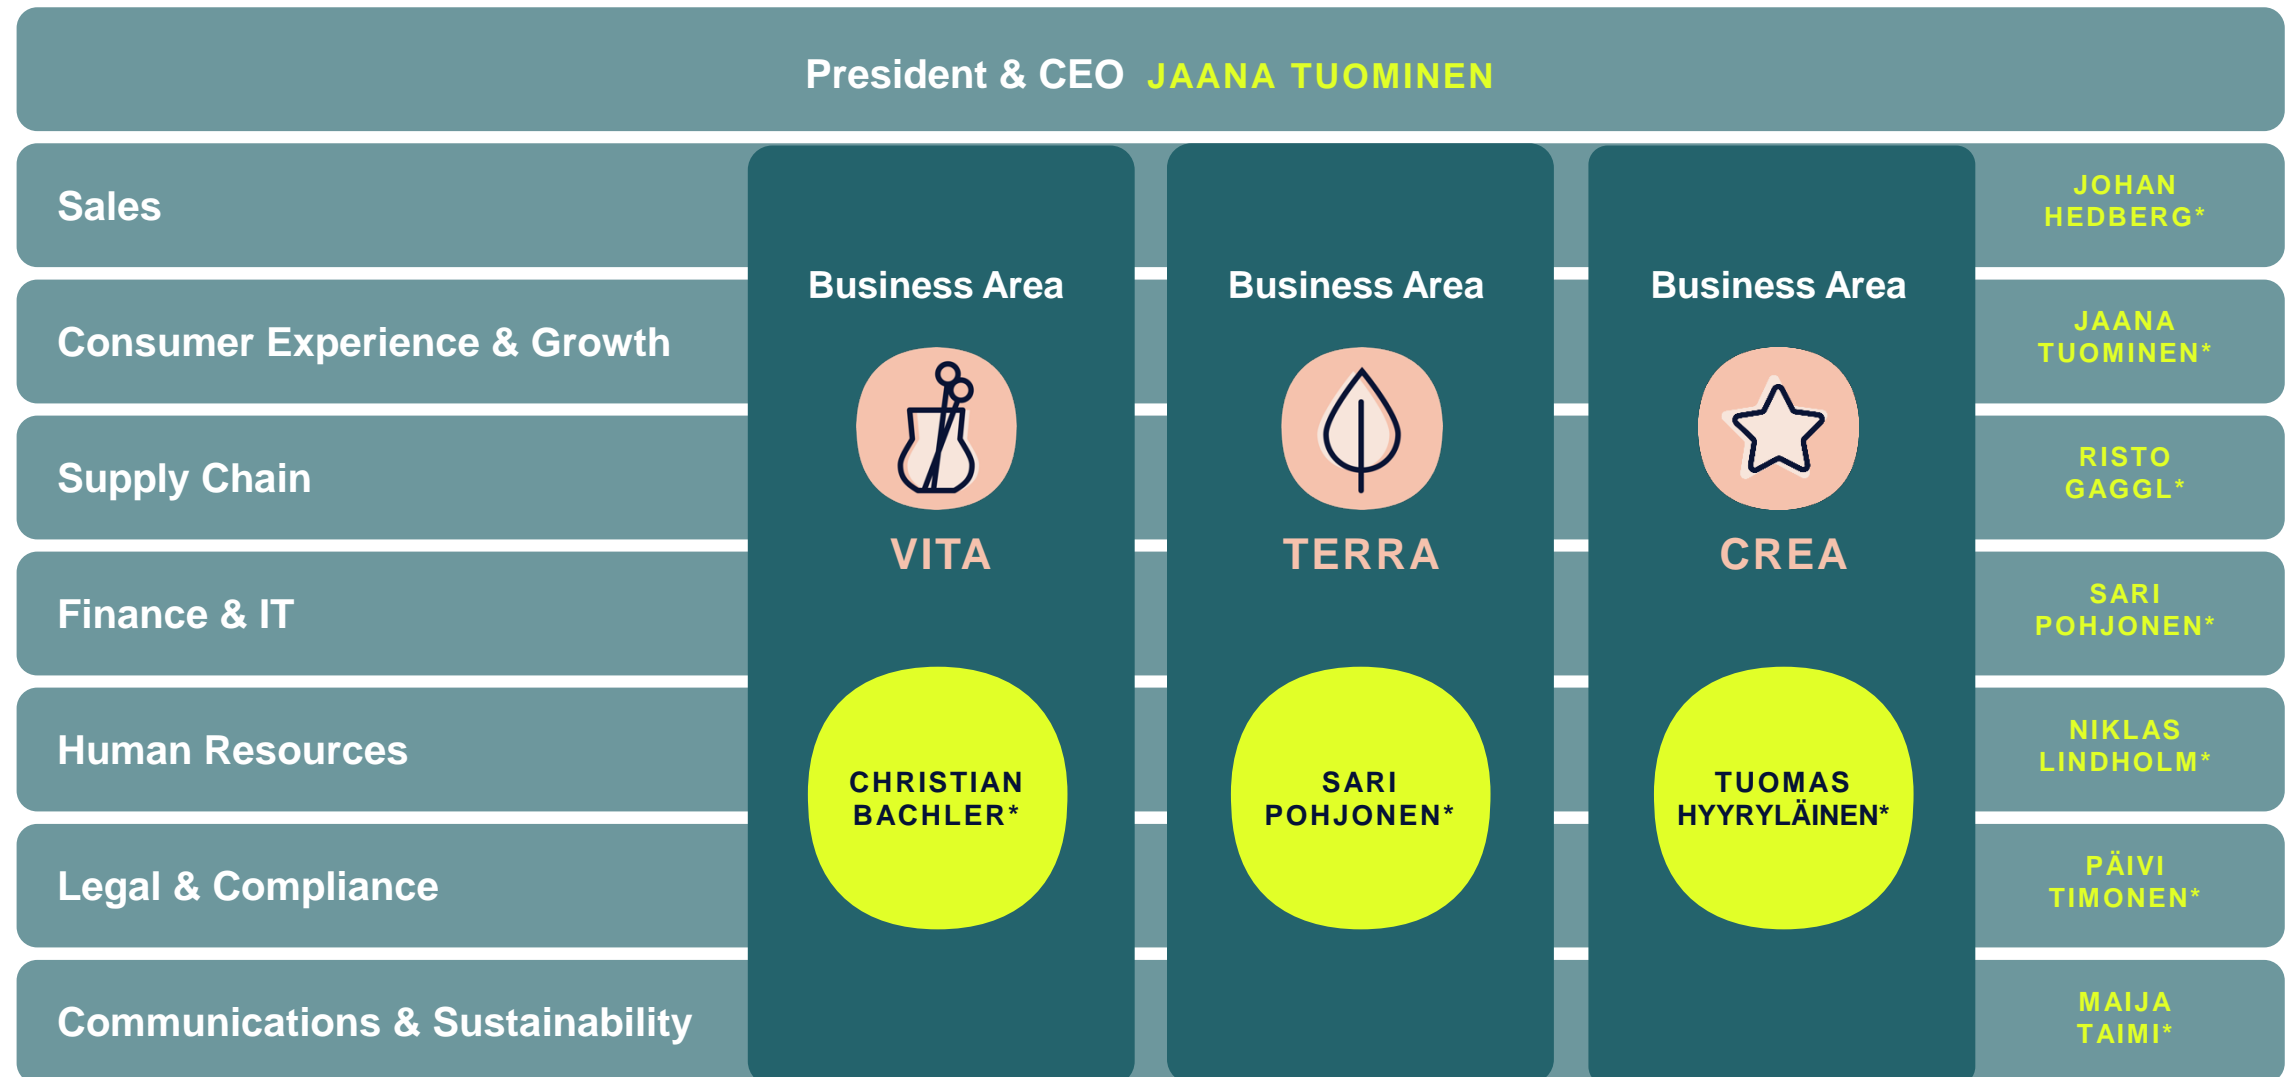 President & CEO JAANA TUOMINEN
Sales
JOHAN
HEDBERG*
Business Area
Business Area
Business Area
Consumer Experience & Growth
JAANA
TUOMINEN*
Supply Chain
RISTO
GAGGL*
VITA
TERRA
CREA
Finance & IT
SARI
POHJONEN*
Human Resources
NIKLAS
LINDHOLM*
CHRISTIAN
BACHLER*
SARI
POHJONEN*
TUOMAS
HYYRYLÄINEN*
Legal & Compliance
PÄIVI
TIMONEN*
Communications & Sustainability
MAIJA
TAIMI*